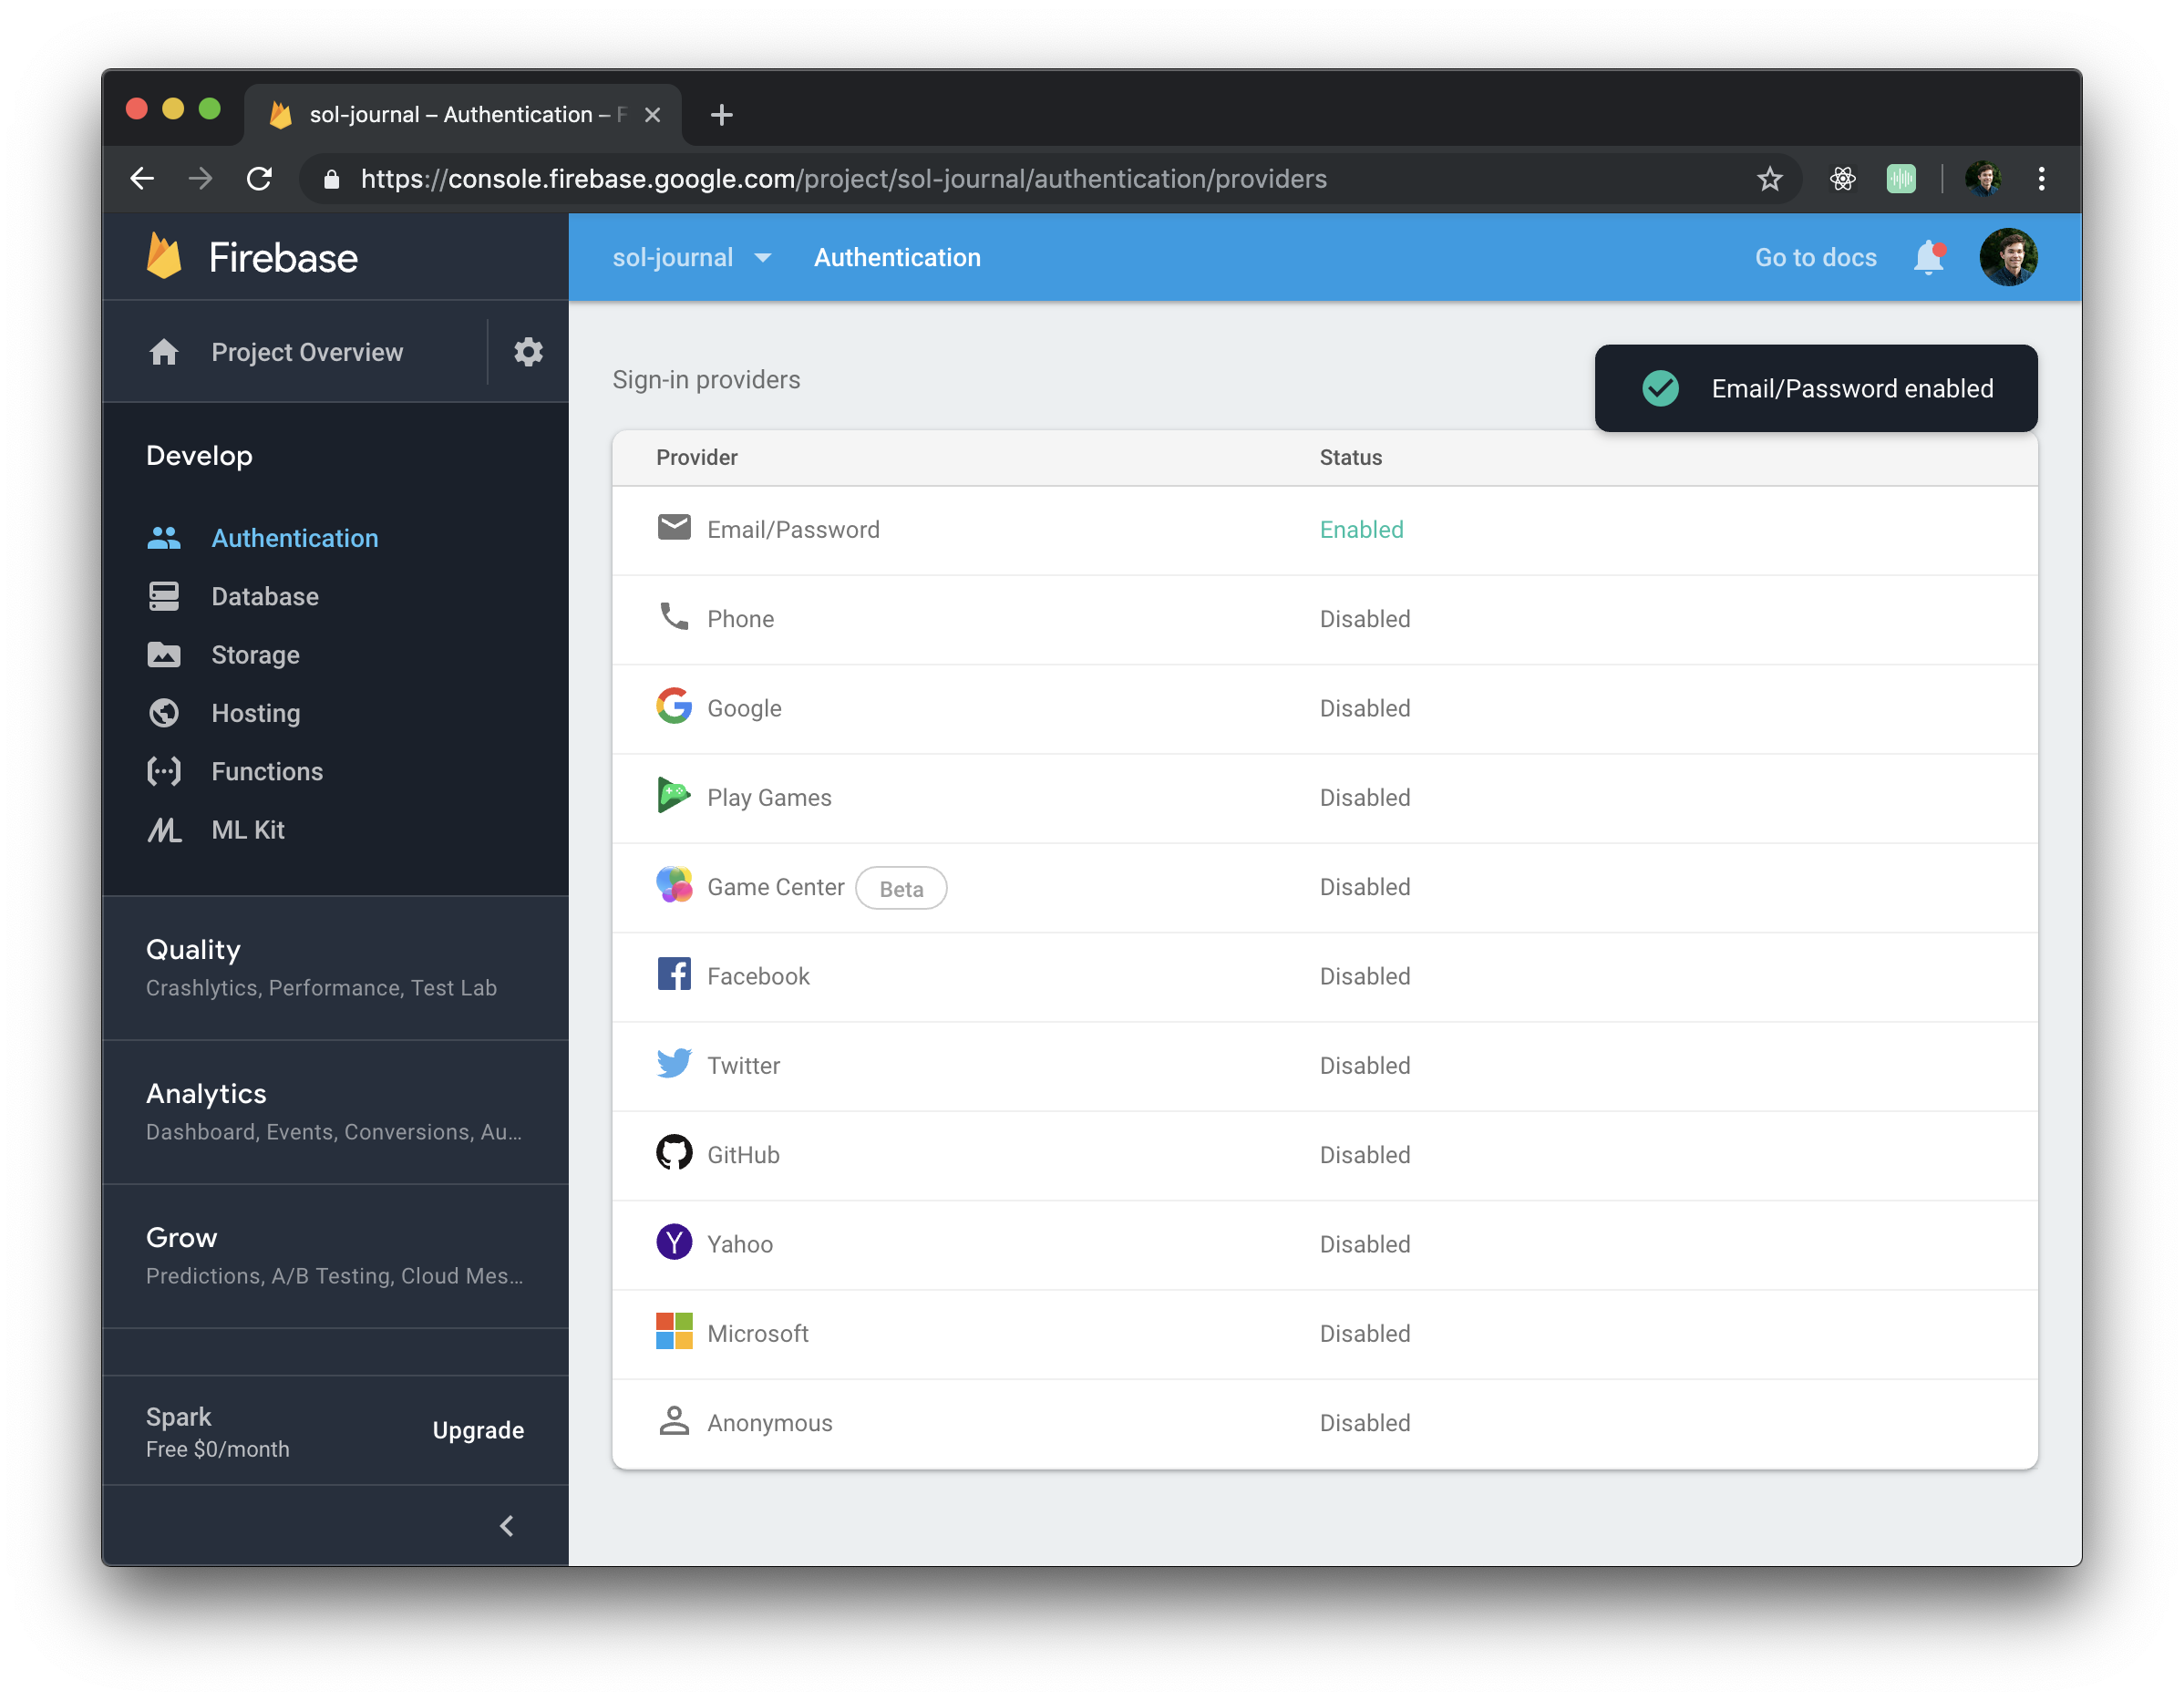 sol-journal – Authentication – F
https://console.firebase.google.com/project/sol-journal/authentication/providers
Firebase
sol-journal
Authentication
Go to docs
Project Overview
Sign-in providers
Email/Password enabled
Develop
Authentication
Database
Storage
Hosting
Functions
ML Kit
Quality
Crashlytics, Performance, Test Lab
Analytics
Dashboard, Events, Conversions, Au...
Grow
Predictions, A/B Testing, Cloud Mes...
Spark
Free $0/month
Upgrade
Provider Status
Email/Password Enabled
Phone Disabled
Google Disabled
Play Games Disabled
Game Center Beta Disabled
Facebook Disabled
Twitter Disabled
GitHub Disabled
Yahoo Disabled
Microsoft Disabled
Anonymous Disabled